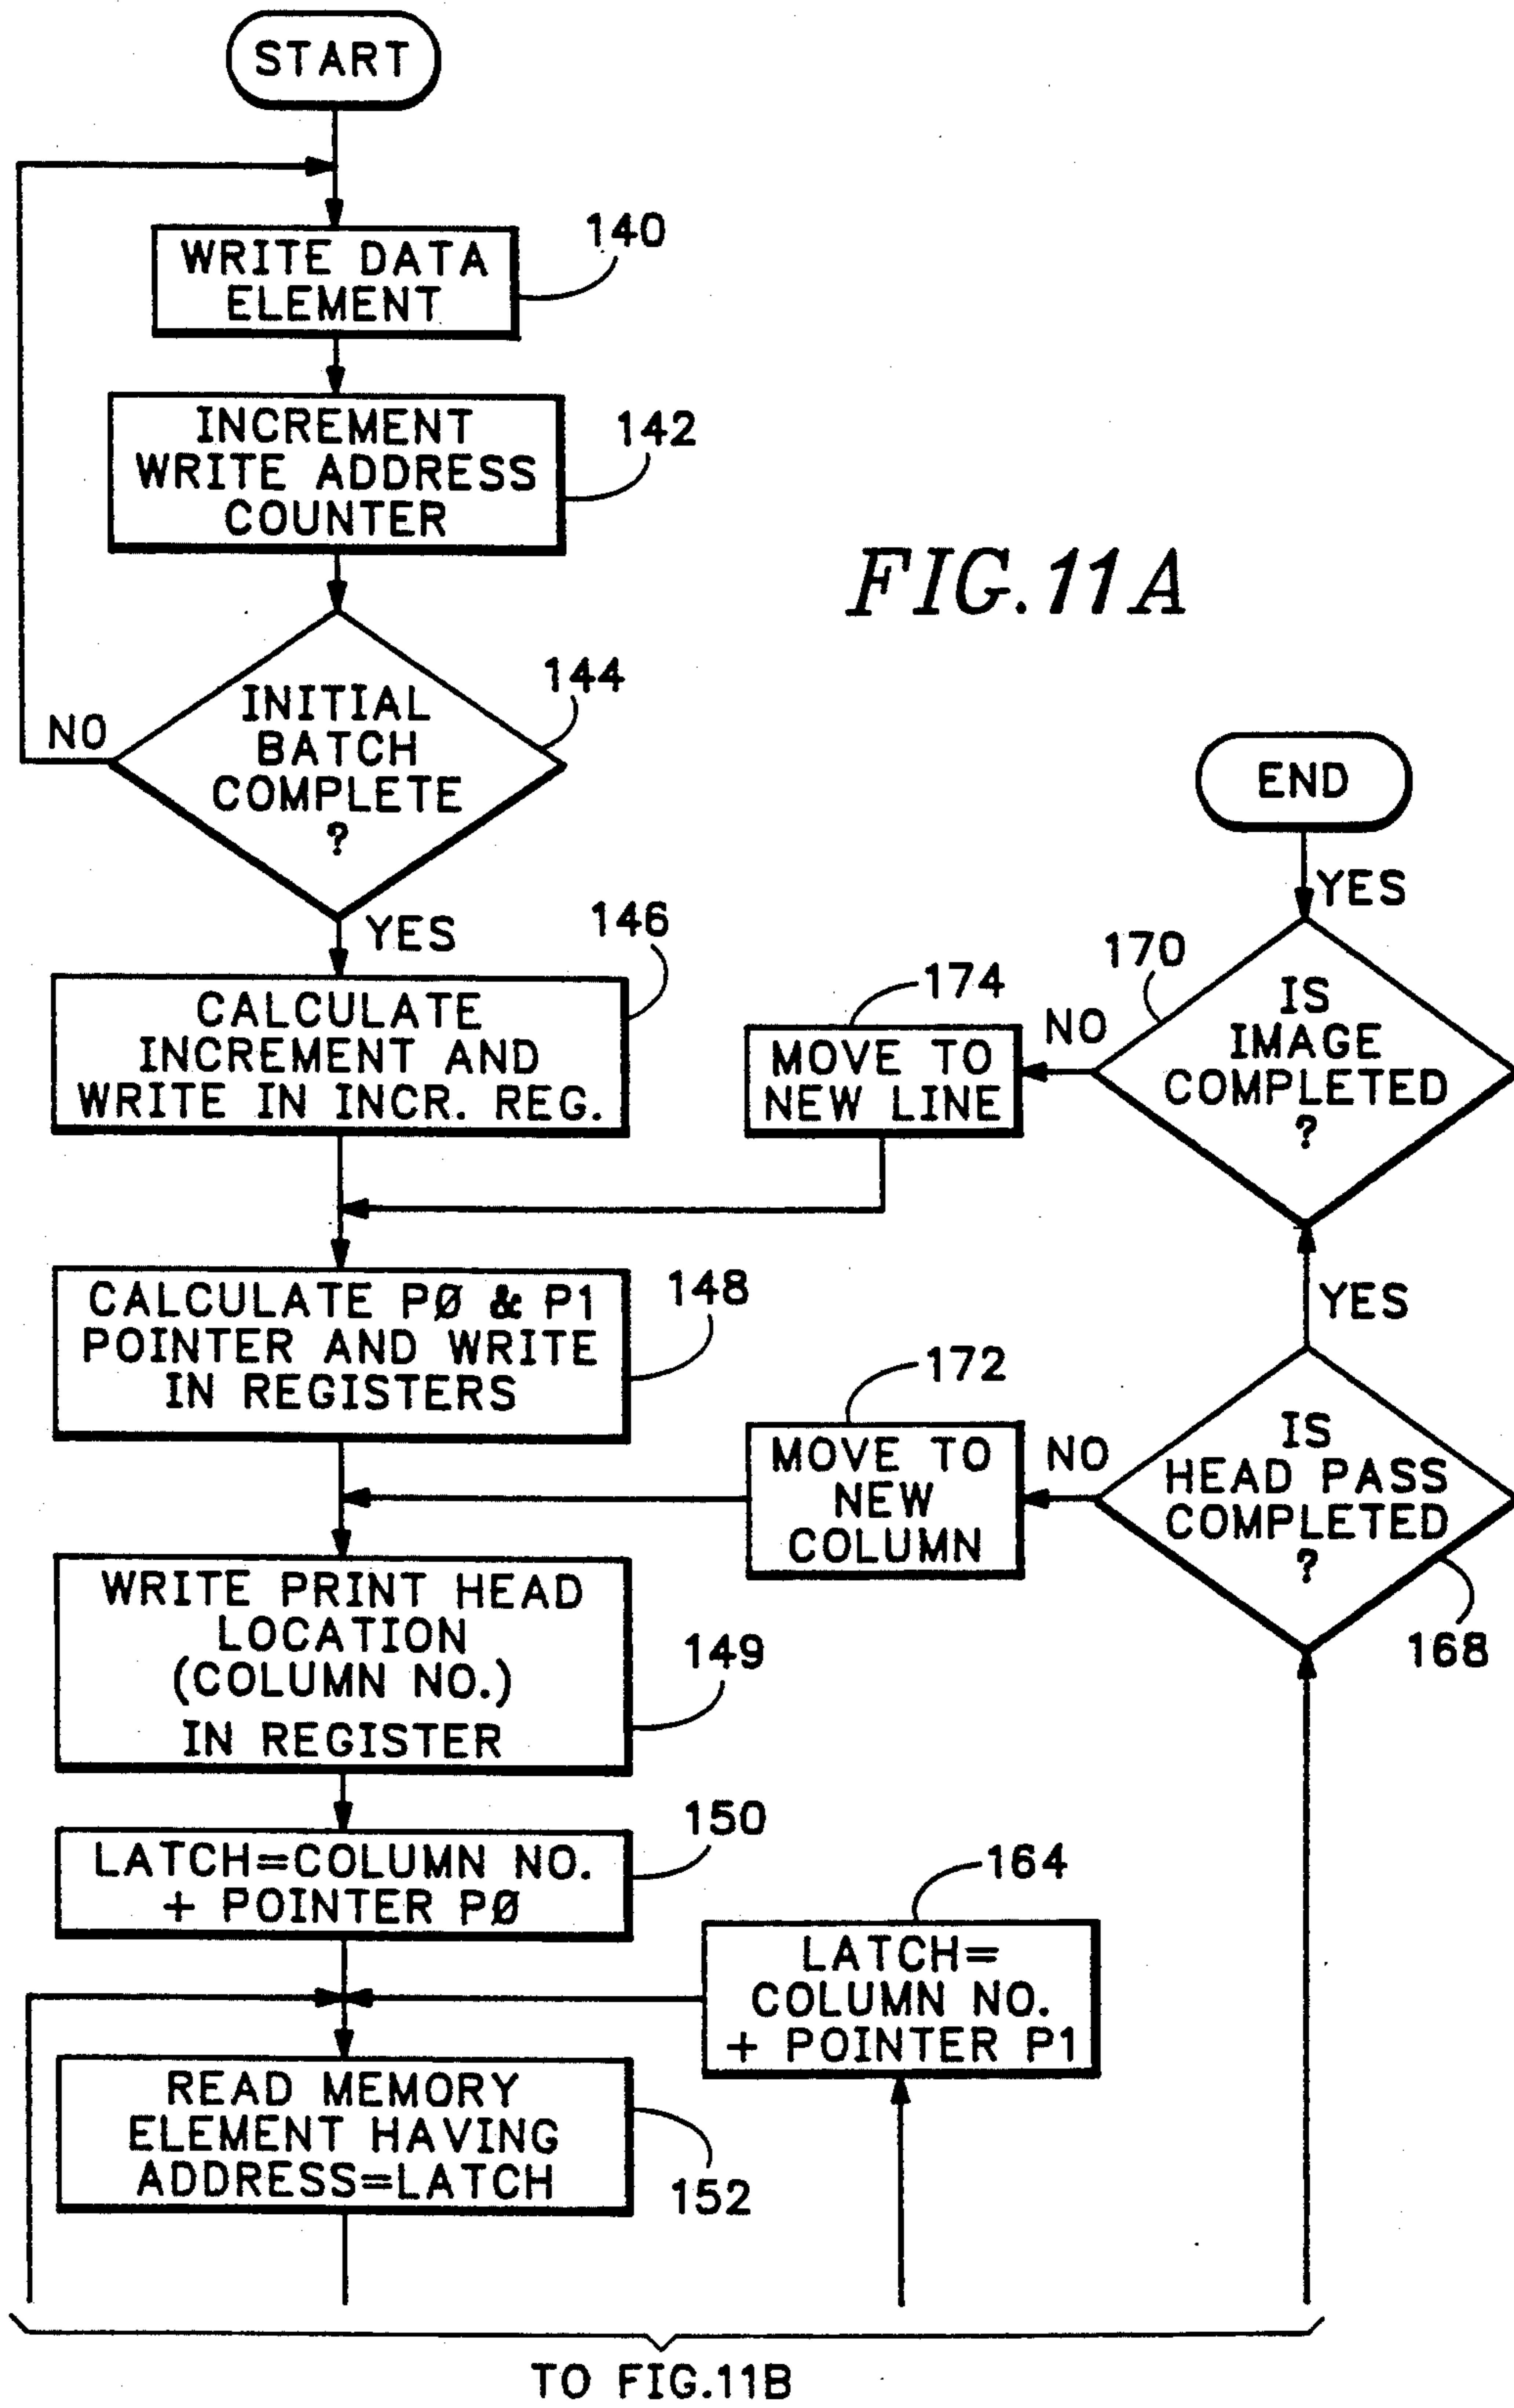 START
WRITE DATA
ELEMENT
140
INCREMENT
WRITE ADDRESS
COUNTER
142
FIG.11A
INITIAL
BATCH
COMPLETE
?
144
NO
YES
CALCULATE
INCREMENT AND
WRITE IN INCR. REG.
146
END
YES
IS
IMAGE
COMPLETED
?
170
NO
MOVE TO
NEW LINE
174
CALCULATE PØ & P1
POINTER AND WRITE
IN REGISTERS
148
YES
IS
HEAD PASS
COMPLETED
?
168
NO
MOVE TO
NEW
COLUMN
172
WRITE PRINT HEAD
LOCATION
(COLUMN NO.)
IN REGISTER
149
LATCH=COLUMN NO.
+ POINTER PØ
150
LATCH=
COLUMN NO.
+ POINTER P1
164
READ MEMORY
ELEMENT HAVING
ADDRESS=LATCH
152
TO FIG.11B